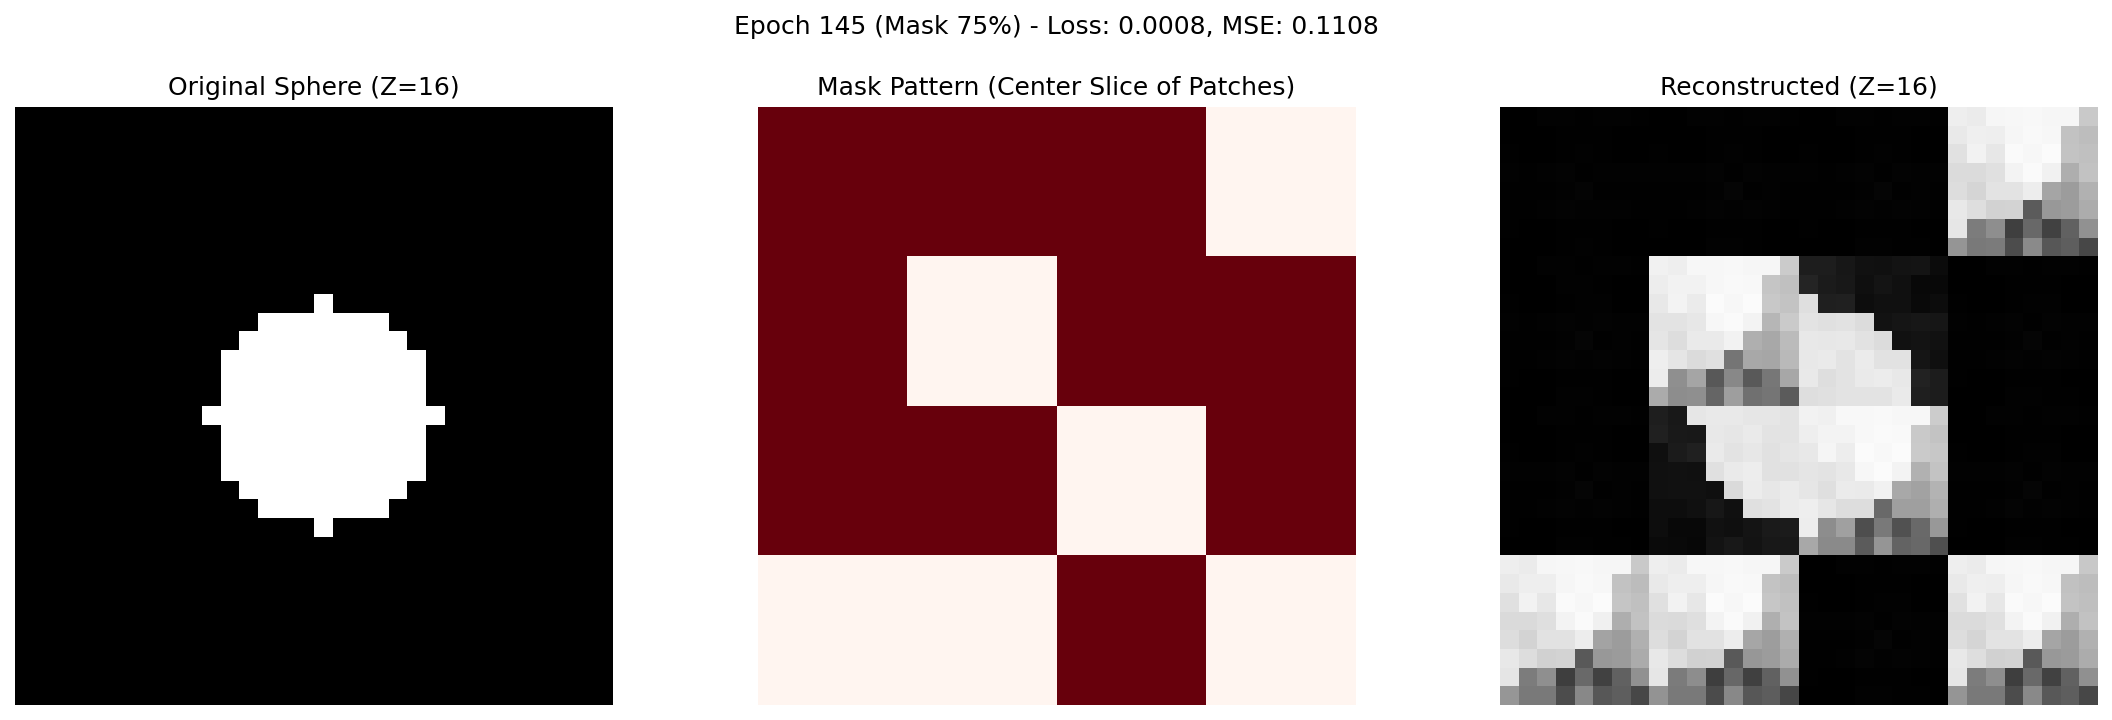 Epoch 145 (Mask 75%) - Loss: 0.0008, MSE: 0.1108
Original Sphere (Z=16)
Mask Pattern (Center Slice of Patches)
Reconstructed (Z=16)